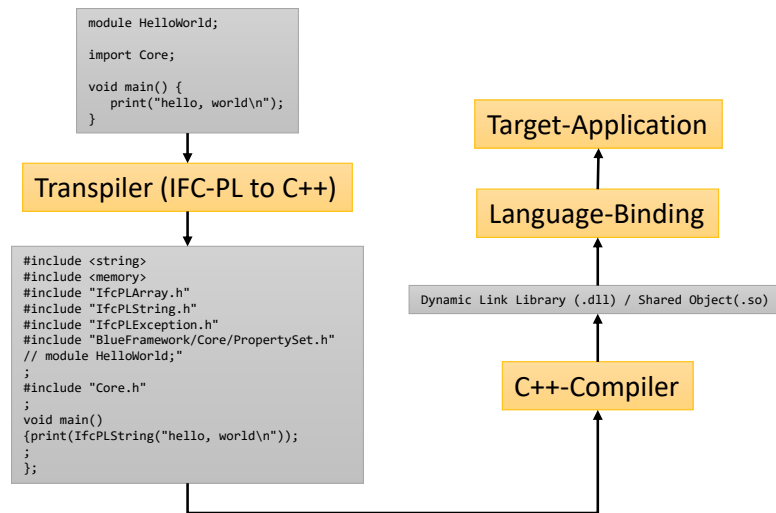 module HelloWorld;
import Core;
void main() {
print("hello, world\n");
}
Transpiler (IFC-PL to C++)
#include <string>
#include <memory>
#include "IfcPLArray.h"
#include "IfcPLString.h"
#include "IfcPLException.h"
#include "BlueFramework/Core/PropertySet.h"
// module HelloWorld;"
;
#include "Core.h"
;
void main()
{print(IfcPLString("hello, world\n"));
;
};
Target-Application
Language-Binding
Dynamic Link Library (.dll) / Shared Object(.so)
C++-Compiler